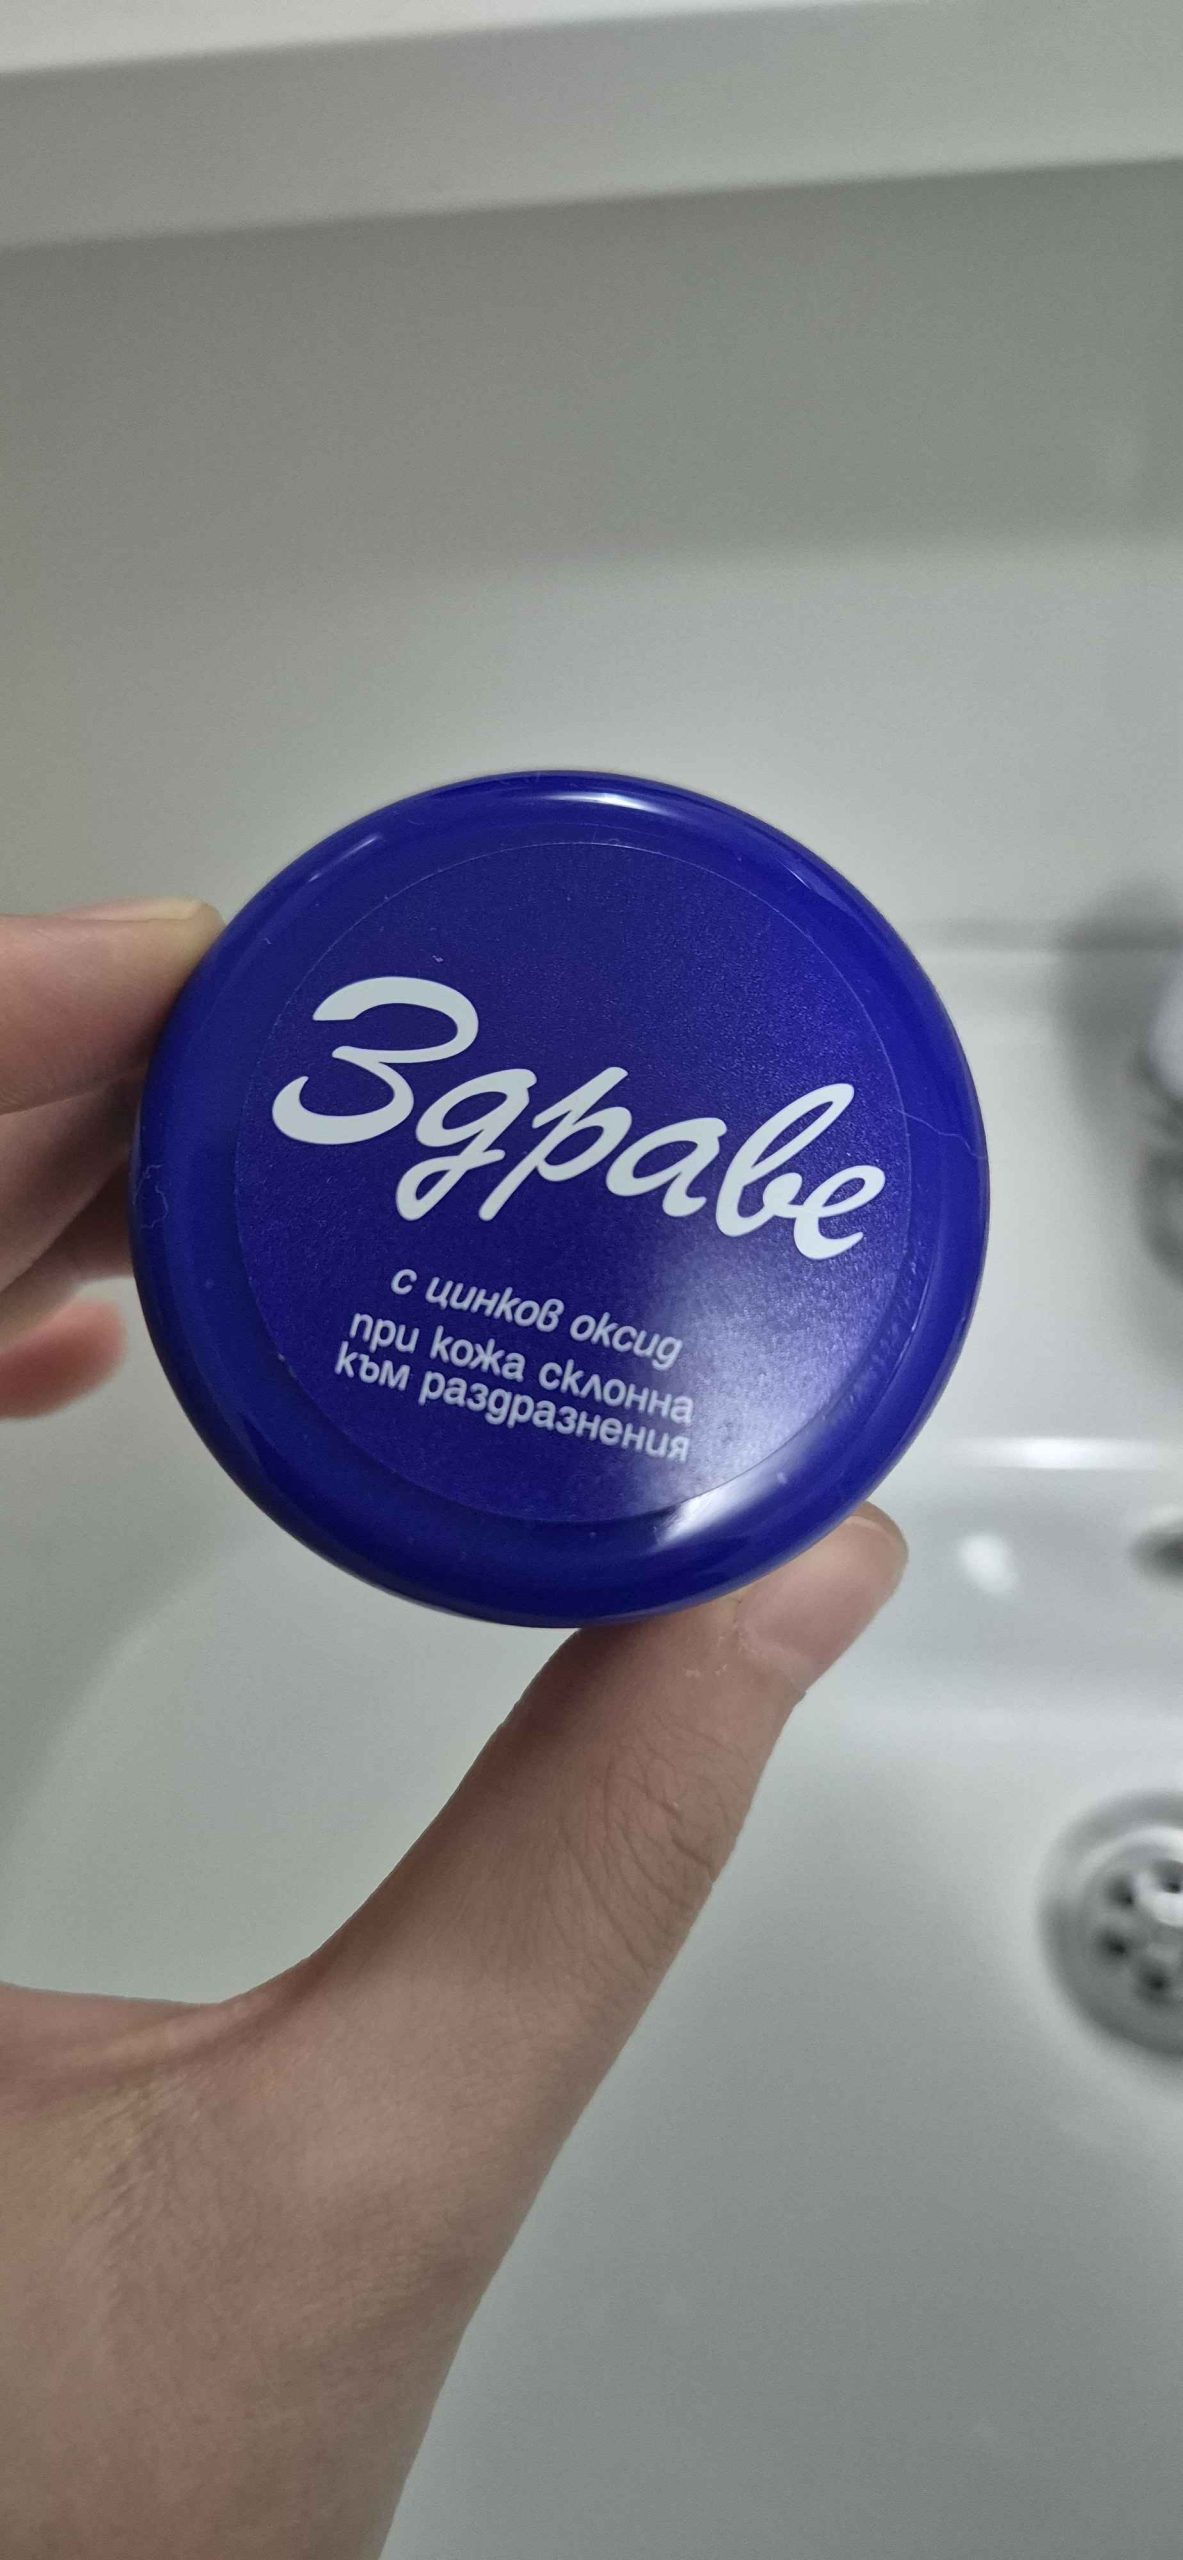 Здраве
с цинков оксид
при кожа склонна
към раздразнения